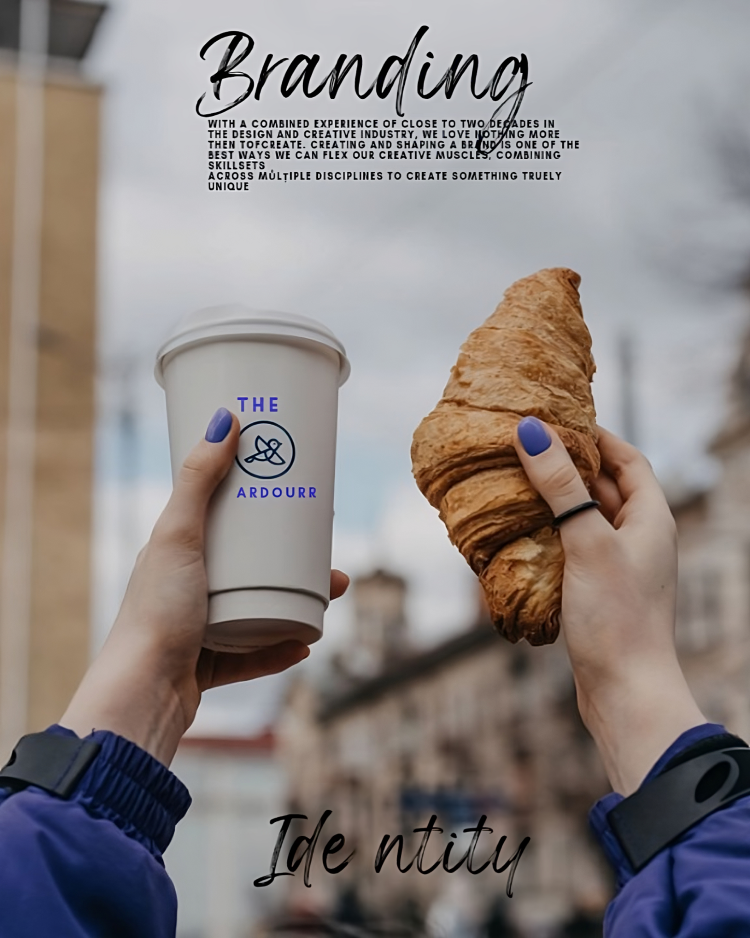 Branding
WITH A COMBINED EXPERIENCE OF CLOSE TO TWO DECADES IN
THE DESIGN AND CREATIVE INDUSTRY, WE LOVE NOTHING MORE
THEN TOFCREATE. CREATING AND SHAPING A BRAND IS ONE OF THE
BEST WAYS WE CAN FLEX OUR CREATIVE MUSCLES, COMBINING
SKILLSETS
ACROSS MULTIPLE DISCIPLINES TO CREATE SOMETHING TRUELY
UNIQUE
THE
ARDOURR
Ide ntity